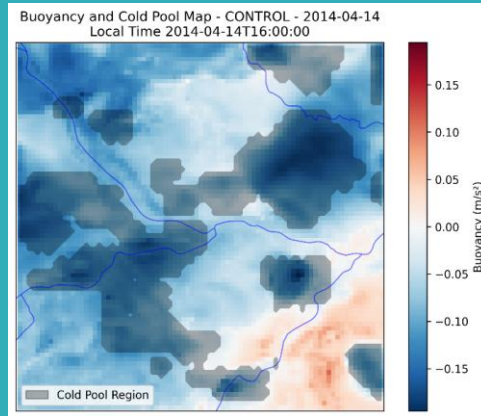 Buoyancy and Cold Pool Map - CONTROL - 2014-04-14
Local Time 2014-04-14T16:00:00
0.15
0.10
0.05
0.00
−0.05
−0.10
−0.15
Buoyancy (m/s²)
Cold Pool Region